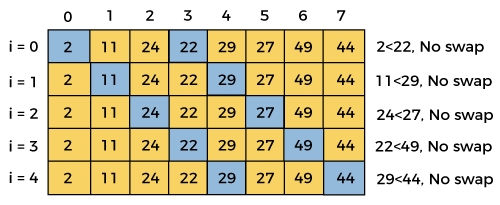 0 1 2 3 4 5 6 7
i = 0 2 11 24 22 29 27 49 44 2<22, No swap
i = 1 2 11 24 22 29 27 49 44 11<29, No swap
i = 2 2 11 24 22 29 27 49 44 24<27, No swap
i = 3 2 11 24 22 29 27 49 44 22<49, No swap
i = 4 2 11 24 22 29 27 49 44 29<44, No swap